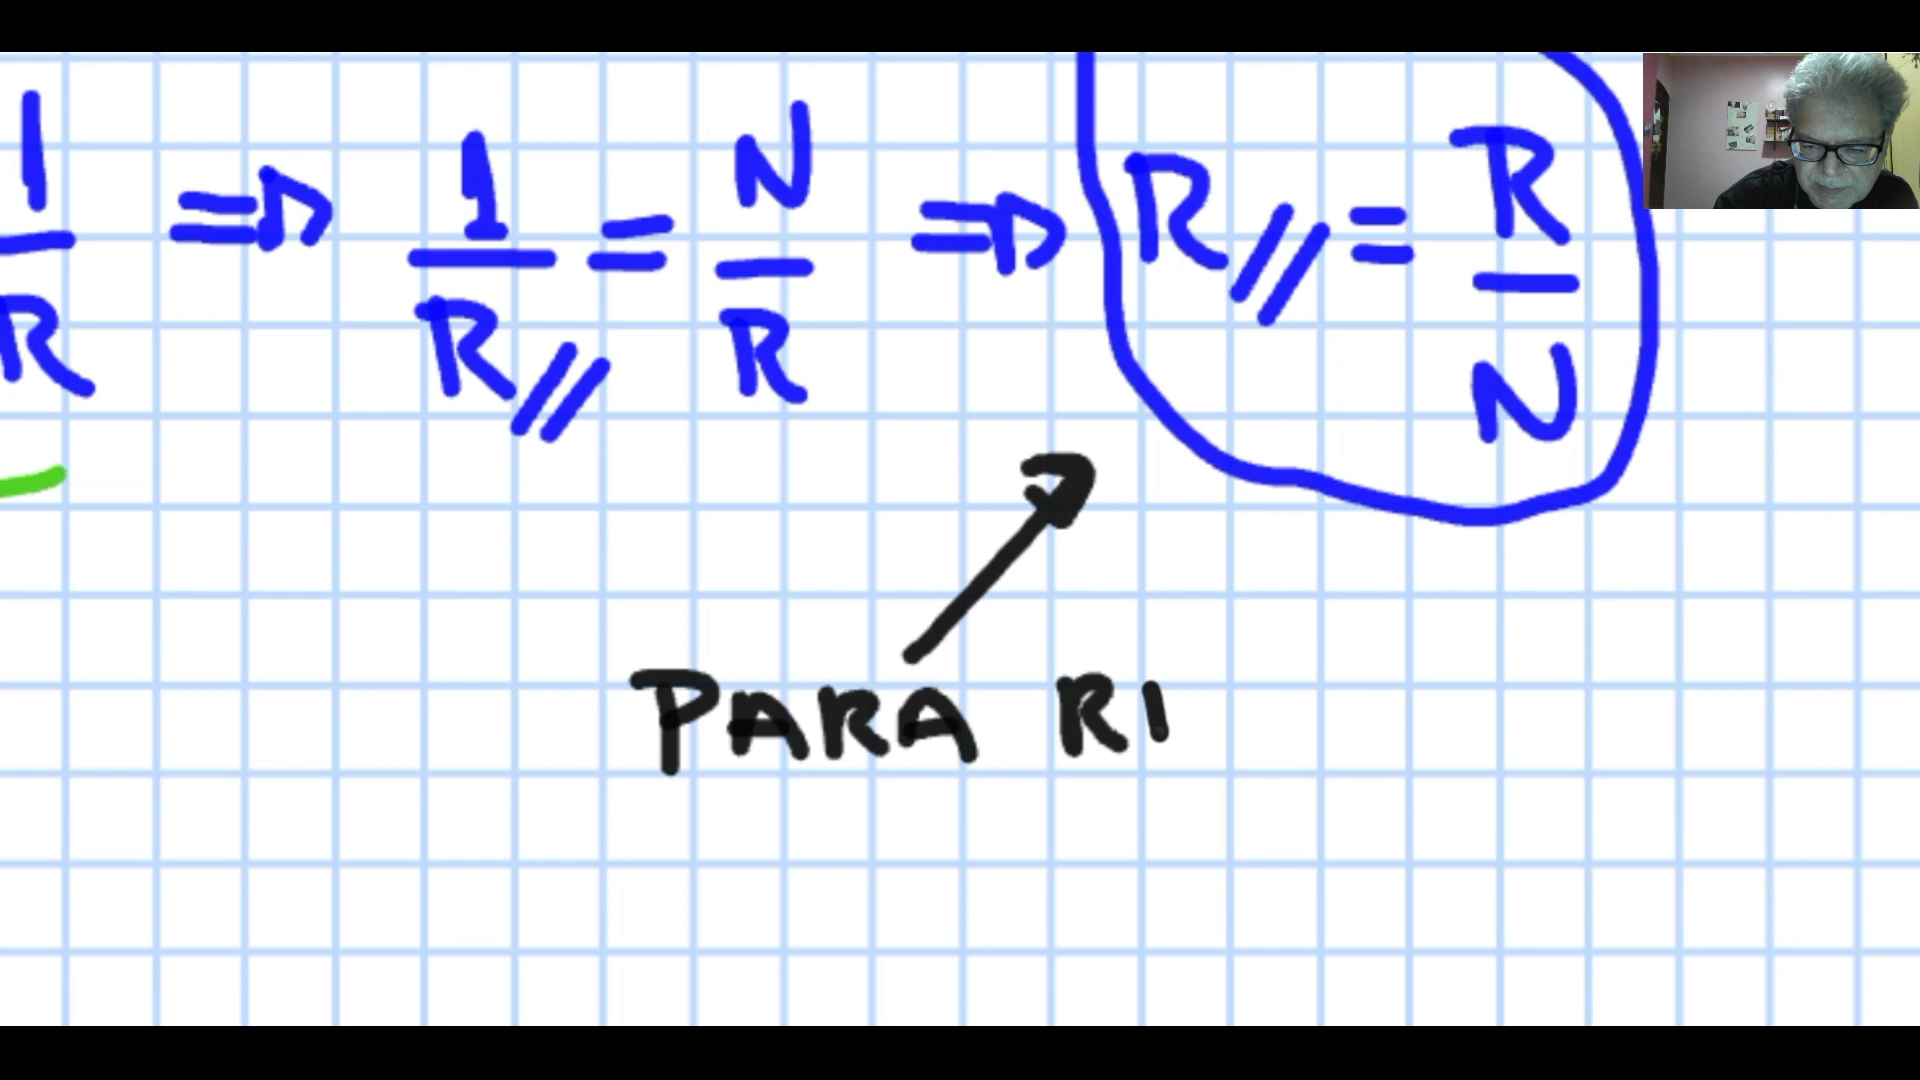 1/R ⇒ 1/R// = N/R ⇒ R// = R/N
PARA RI